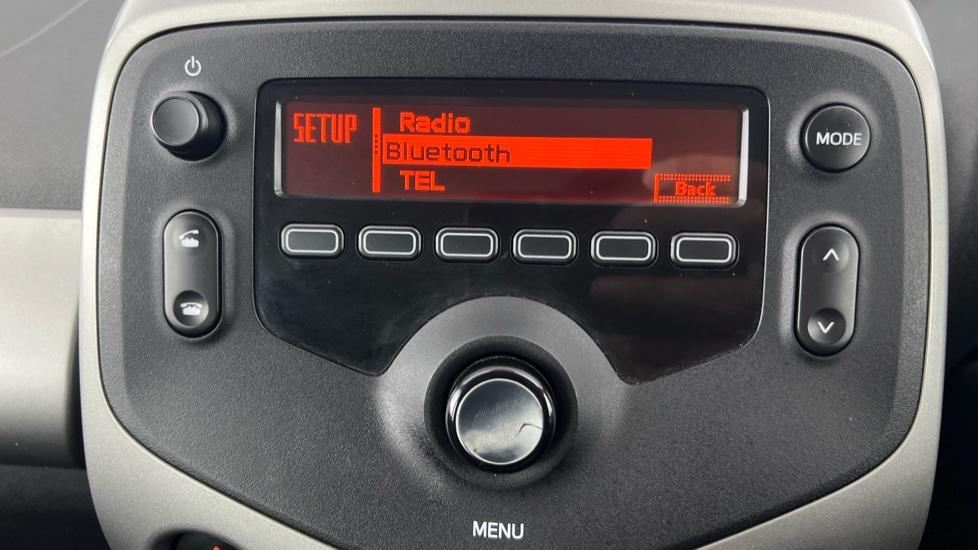 SETUP
Radio
Bluetooth
TEL
Back
MODE
MENU